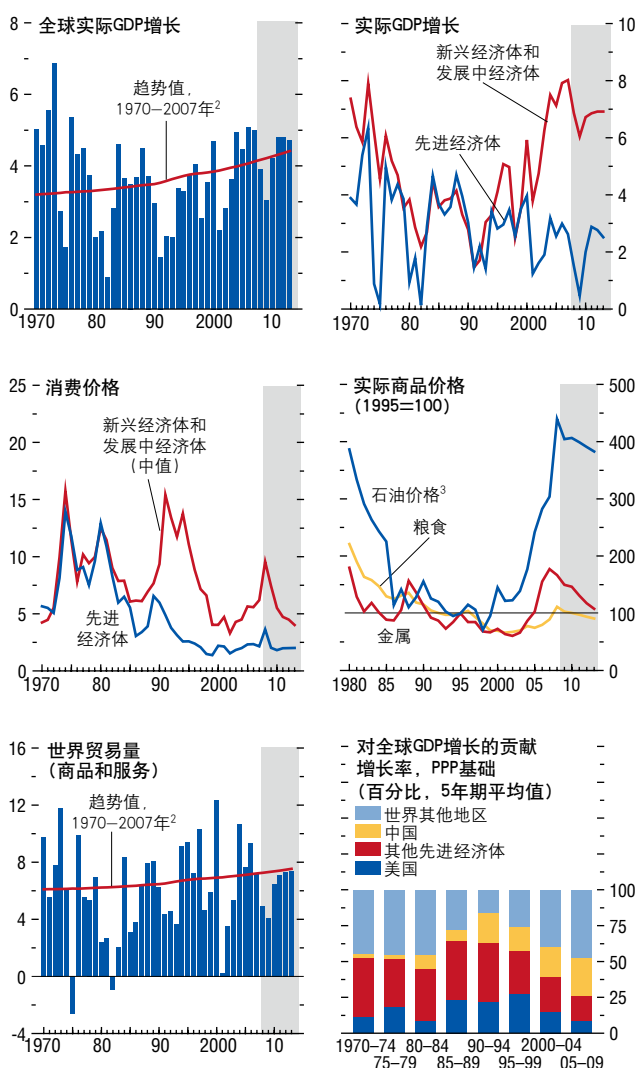 全球实际GDP增长
趋势值,
1970–2007年2
8
6
4
2
0
1970 80 90 2000 10
实际GDP增长
新兴经济体和
发展中经济体
先进经济体
10
8
6
4
2
0
1970 80 90 2000 10
消费价格
新兴经济体和
发展中经济体
(中值)
先进
经济体
25
20
15
10
5
0
1970 80 90 2000 10
实际商品价格
(1995=100)
石油价格3
粮食
金属
500
400
300
200
100
0
1980 85 90 95 2000 05 10
世界贸易量
(商品和服务)
趋势值,
1970–2007年2
16
12
8
4
0
-4
1970 80 90 2000 10
对全球GDP增长的贡献
增长率, PPP基础
(百分比, 5年期平均值)
世界其他地区
中国
其他先进经济体
美国
100
75
50
25
0
1970–74 80–84 90–94 2000–04
75–79 85–89 95–99 05–09